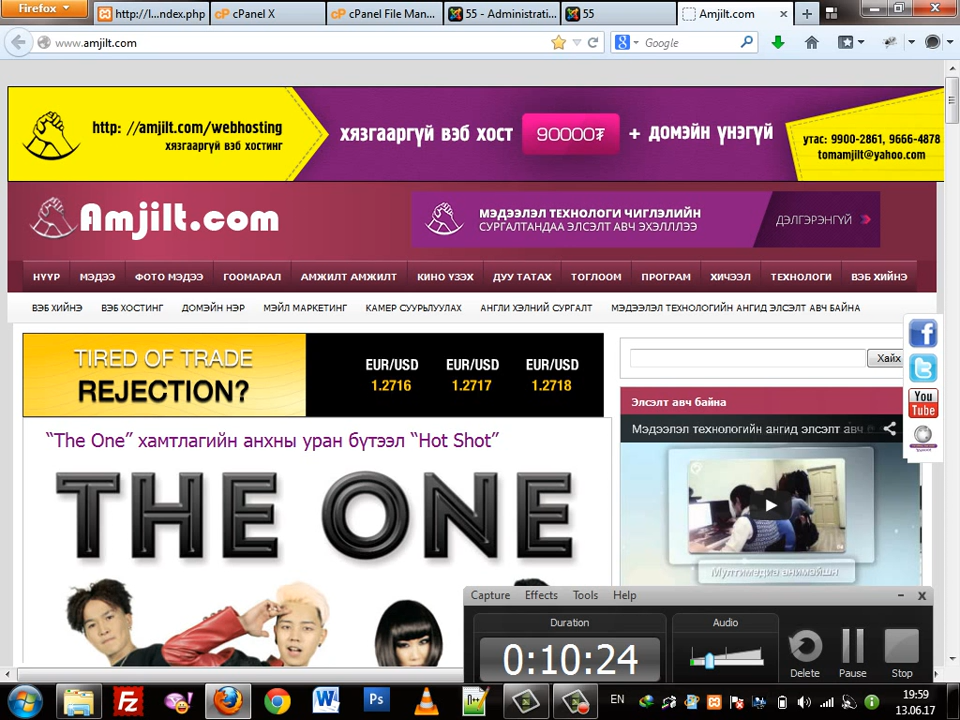 Firefox
http://l...ndex.php
cPanel X
cPanel File Man...
55 - Administrati...
55
Amjilt.com
www.amjilt.com
Google
http: //amjilt.com/webhosting
хязгааргүй вэб хостинг
хязгааргүй вэб хост
90000₮
+ домэйн үнэгүй
утас: 9900-2861, 9666-4878
tomamjilt@yahoo.com
Amjilt.com
МЭДЭЭЛЭЛ ТЕХНОЛОГИ ЧИГЛЭЛИЙН
СУРГАЛТАНДАА ЭЛСЭЛТ АВЧ ЭХЭЛЛЛЭЭ
ДЭЛГЭРЭНГҮЙ
НҮҮР
МЭДЭЭ
ФОТО МЭДЭЭ
ГООМАРАЛ
АМЖИЛТ АМЖИЛТ
КИНО ҮЗЭХ
ДУУ ТАТАХ
ТОГЛООМ
ПРОГРАМ
ХИЧЭЭЛ
ТЕХНОЛОГИ
ВЭБ ХИЙНЭ
ВЭБ ХИЙНЭ
ВЭБ ХОСТИНГ
ДОМЭЙН НЭР
МЭЙЛ МАРКЕТИНГ
КАМЕР СУУРЬЛУУЛАХ
АНГЛИ ХЭЛНИЙ СУРГАЛТ
МЭДЭЭЛЭЛ ТЕХНОЛОГИЙН АНГИД ЭЛСЭЛТ АВЧ БАЙНА
TIRED OF TRADE
REJECTION?
EUR/USD EUR/USD EUR/USD
1.2716 1.2717 1.2718
Хайх
Элсэлт авч байна
Мэдээлэл технологийн ангид элсэлт авч
You
Tube
"The One" хамтлагийн анхны уран бүтээл "Hot Shot"
THE ONE
Мултимедиа анимэйшн
Capture Effects Tools Help
Duration
Audio
0:10:24
Delete
Pause
Stop
EN
19:59
13.06.17